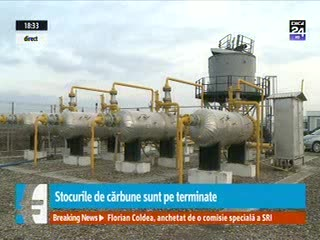 18:33
direct
DIGI 24
HD
Stocurile de cărbune sunt pe terminate
Breaking News ▸ Florian Coldea, anchetat de o comisie specială a SRI